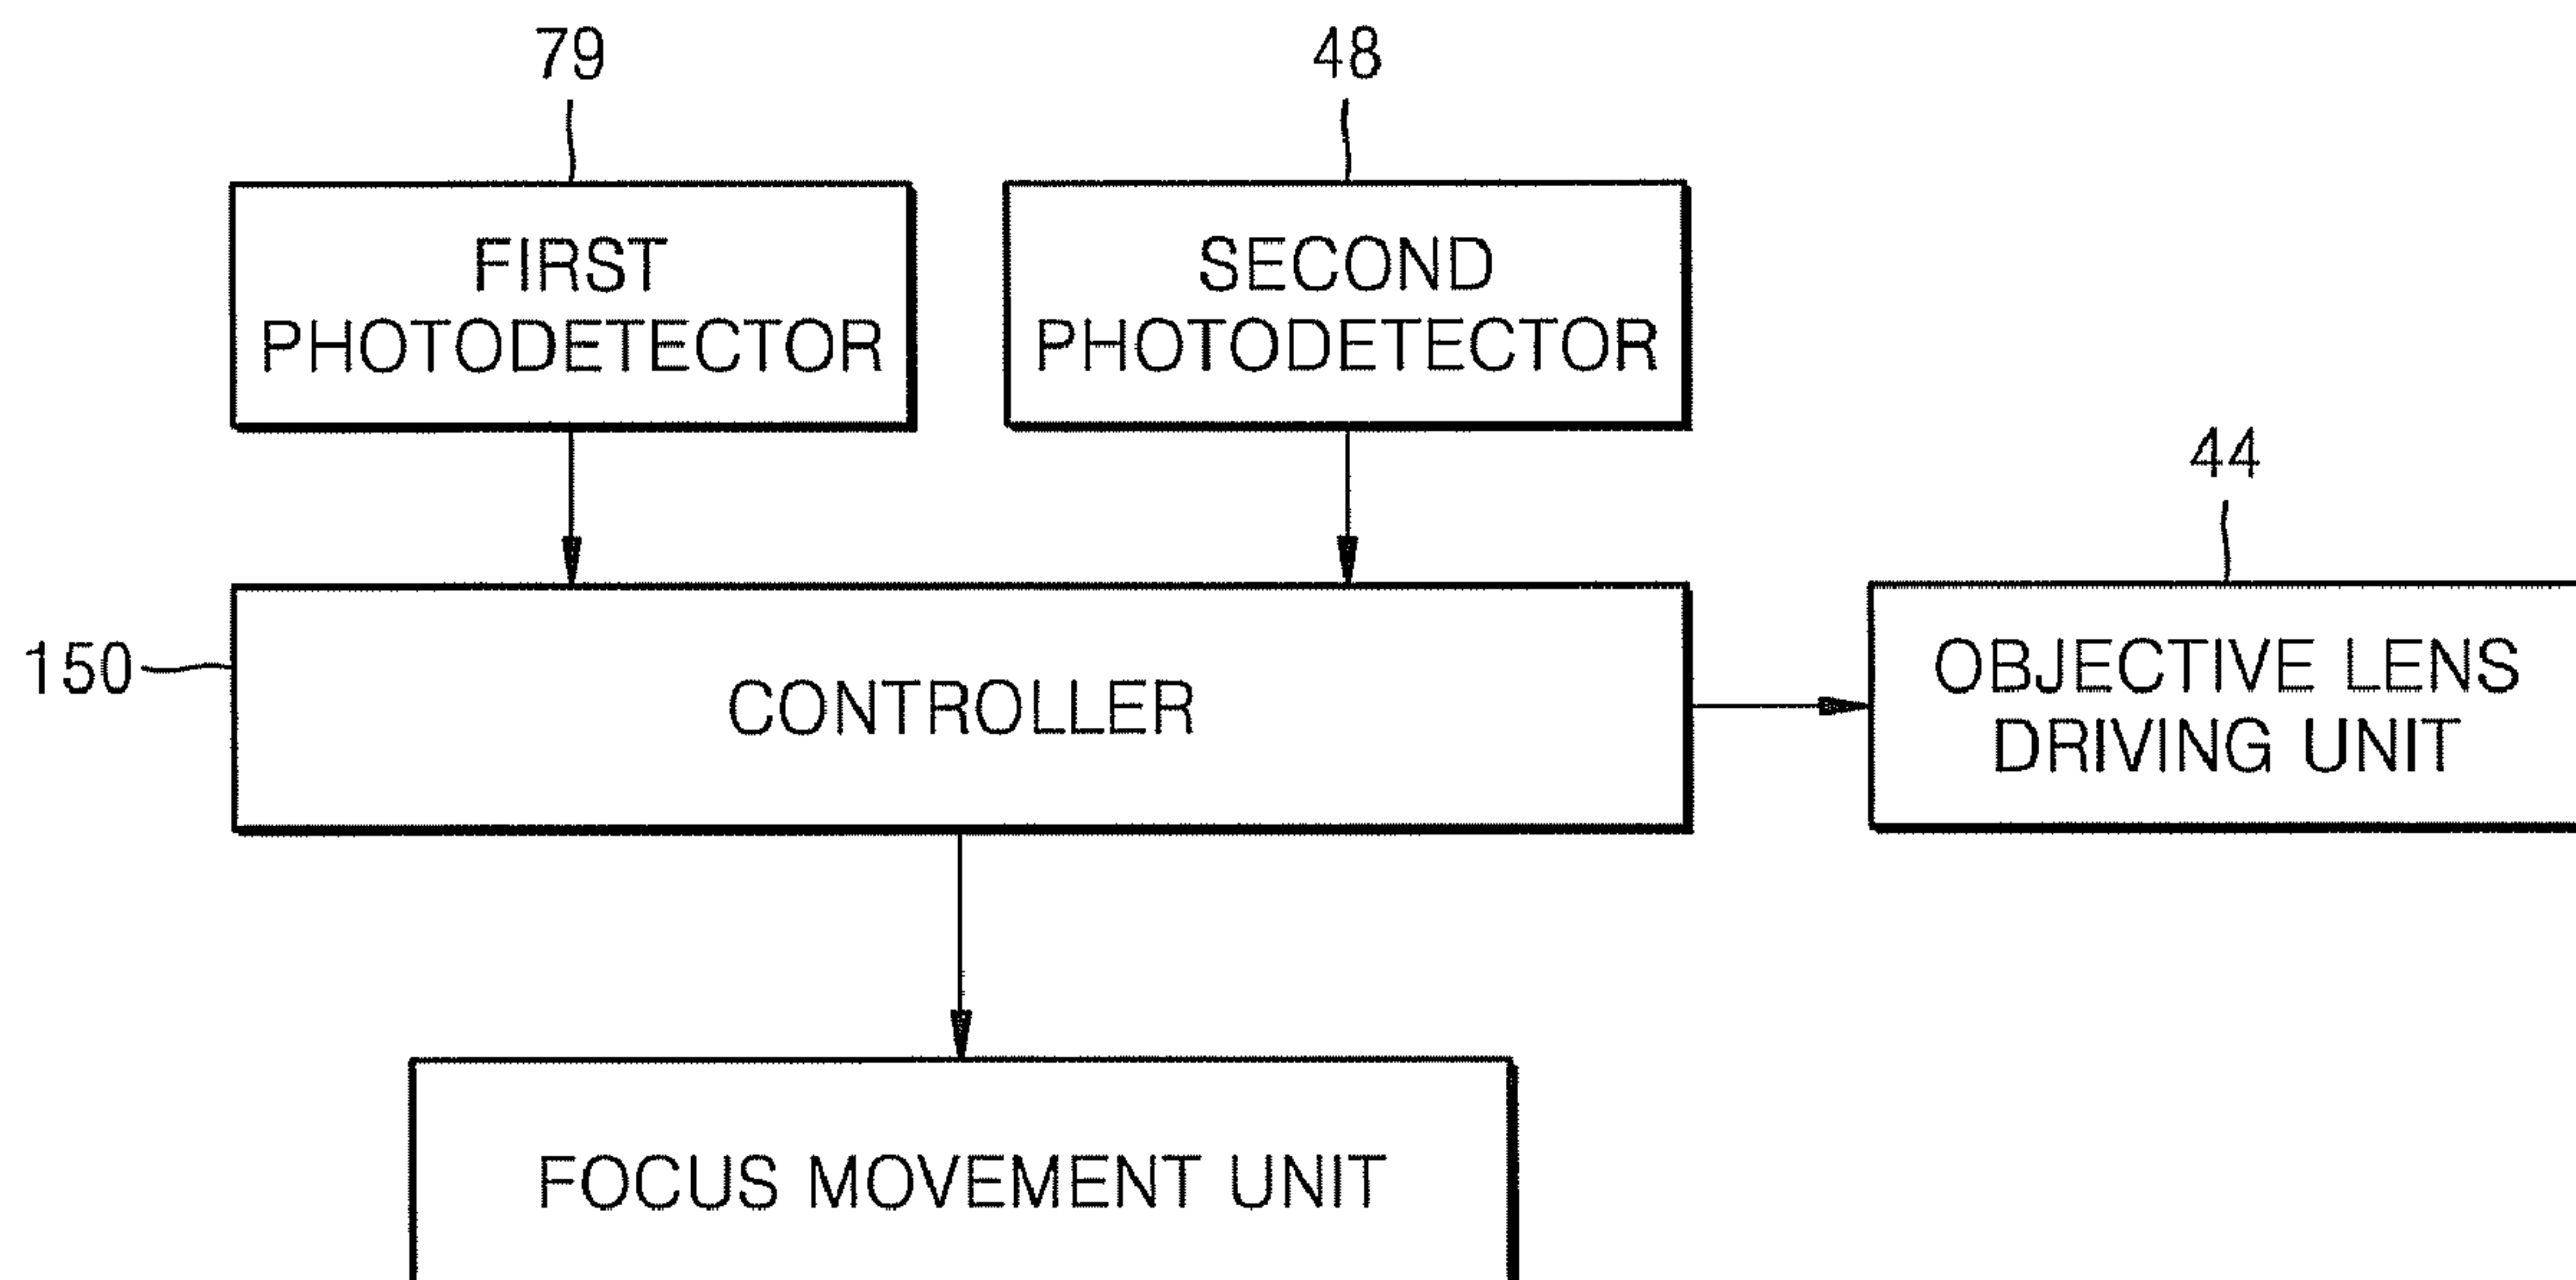 79
48
FIRST
PHOTODETECTOR
SECOND
PHOTODETECTOR
44
150
CONTROLLER
OBJECTIVE LENS
DRIVING UNIT
FOCUS MOVEMENT UNIT